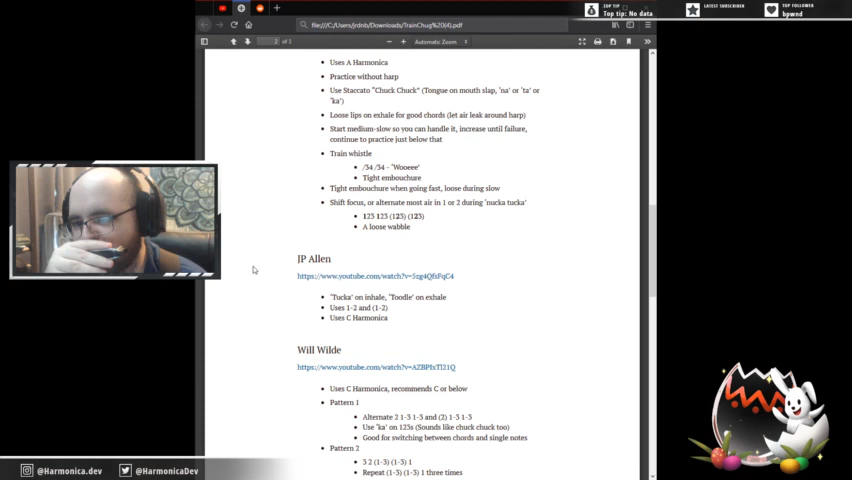 TOP TIP
Top tip: No data
LATEST SUBSCRIBER
TOP FOLLOWER
bpwnd
file:///C:/Users/jrdnb/Downloads/TrainChug%20(4).pdf
2 of 3
Automatic Zoom
• Uses A Harmonica
• Practice without harp
• Use Staccato "Chuck Chuck" (Tongue on mouth slap, 'na' or 'ta' or
'ka')
• Loose lips on exhale for good chords (let air leak around harp)
• Start medium-slow so you can handle it, increase until failure,
continue to practice just below that
• Train whistle
• /34 /34 - 'Wooeee'
• Tight embouchure
• Tight embouchure when going fast, loose during slow
• Shift focus, or alternate most air in 1 or 2 during 'nucka tucka'
• 123 123 (123) (123)
• A loose wabble
JP Allen
https://www.youtube.com/watch?v=5zg4QfsFqC4
• 'Tucka' on inhale, 'Toodle' on exhale
• Uses 1-2 and (1-2)
• Uses C Harmonica
Will Wilde
https://www.youtube.com/watch?v=AZBPIxTl21Q
• Uses C Harmonica, recommends C or below
• Pattern 1
• Alternate 2 1-3 1-3 and (2) 1-3 1-3
• Use 'ka' on 123s (Sounds like chuck chuck too)
• Good for switching between chords and single notes
• Pattern 2
• 3 2 (1-3) (1-3) 1
• Repeat (1-3) (1-3) 1 three times
@Harmonica.dev
@HarmonicaDev